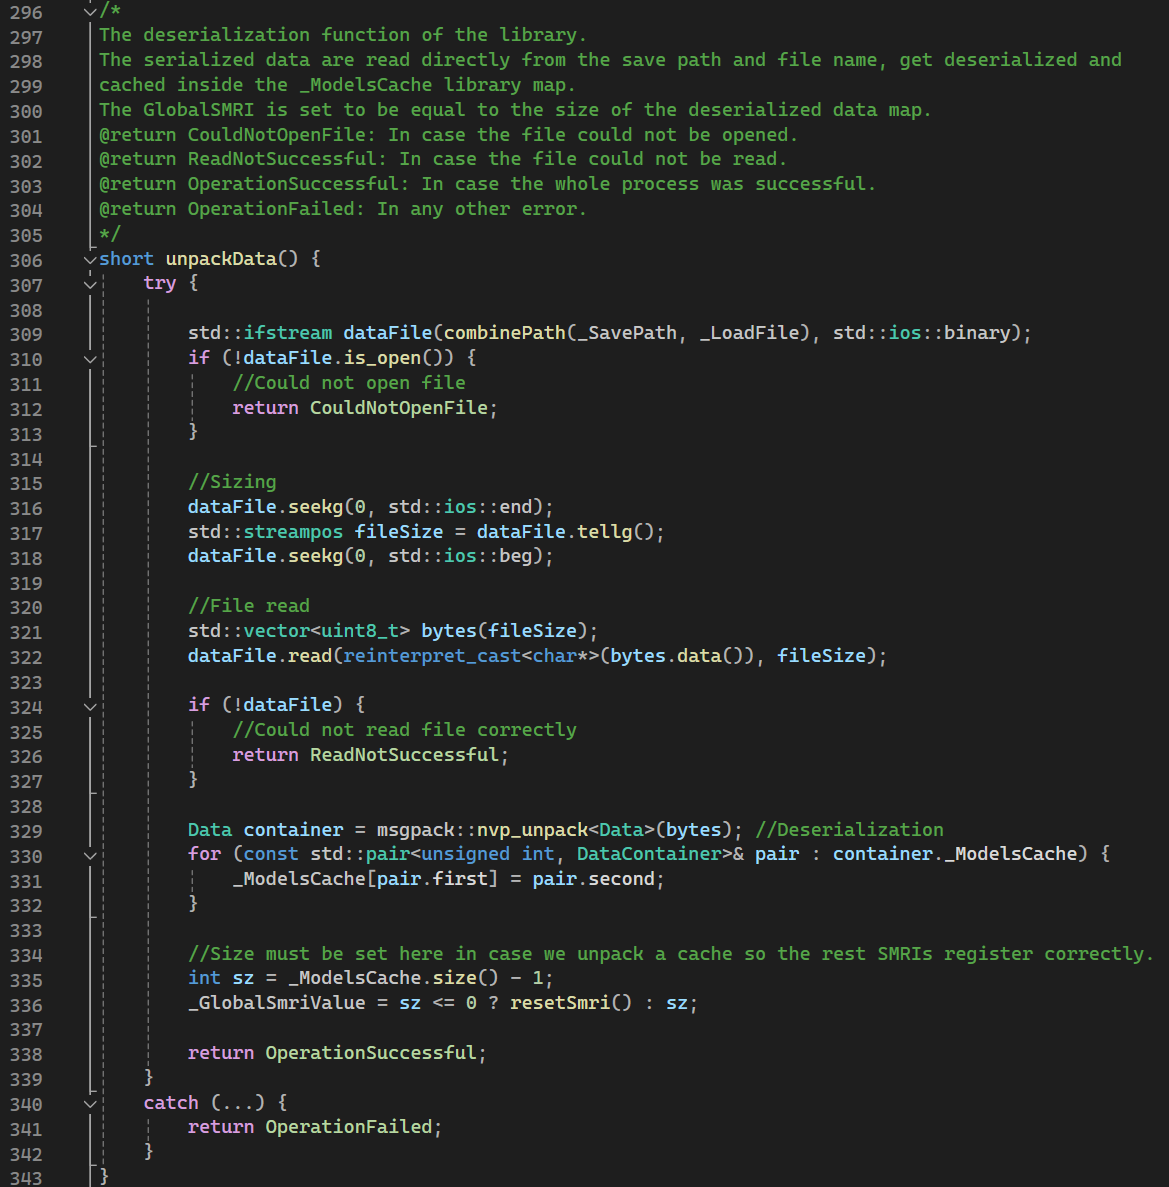 296 /*
297 The deserialization function of the library.
298 The serialized data are read directly from the save path and file name, get deserialized and
299 cached inside the _ModelsCache library map.
300 The GlobalSMRI is set to be equal to the size of the deserialized data map.
301 @return CouldNotOpenFile: In case the file could not be opened.
302 @return ReadNotSuccessful: In case the file could not be read.
303 @return OperationSuccessful: In case the whole process was successful.
304 @return OperationFailed: In any other error.
305 */
306 short unpackData() {
307     try {
308
309         std::ifstream dataFile(combinePath(_SavePath, _LoadFile), std::ios::binary);
310         if (!dataFile.is_open()) {
311             //Could not open file
312             return CouldNotOpenFile;
313         }
314
315         //Sizing
316         dataFile.seekg(0, std::ios::end);
317         std::streampos fileSize = dataFile.tellg();
318         dataFile.seekg(0, std::ios::beg);
319
320         //File read
321         std::vector<uint8_t> bytes(fileSize);
322         dataFile.read(reinterpret_cast<char*>(bytes.data()), fileSize);
323
324         if (!dataFile) {
325             //Could not read file correctly
326             return ReadNotSuccessful;
327         }
328
329         Data container = msgpack::nvp_unpack<Data>(bytes); //Deserialization
330         for (const std::pair<unsigned int, DataContainer>& pair : container._ModelsCache) {
331             _ModelsCache[pair.first] = pair.second;
332         }
333
334         //Size must be set here in case we unpack a cache so the rest SMRIs register correctly.
335         int sz = _ModelsCache.size() - 1;
336         _GlobalSmriValue = sz <= 0 ? resetSmri() : sz;
337
338         return OperationSuccessful;
339     }
340     catch (...) {
341         return OperationFailed;
342     }
343 }